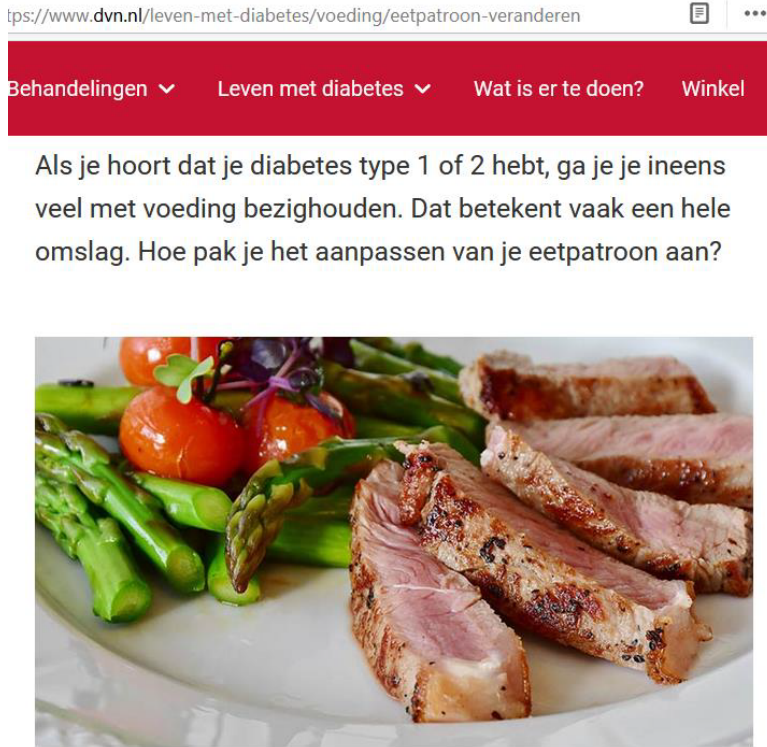 tps://www.dvn.nl/leven-met-diabetes/voeding/eetpatroon-veranderen
Behandelingen Leven met diabetes Wat is er te doen? Winkel
Als je hoort dat je diabetes type 1 of 2 hebt, ga je je ineens
veel met voeding bezighouden. Dat betekent vaak een hele
omslag. Hoe pak je het aanpassen van je eetpatroon aan?